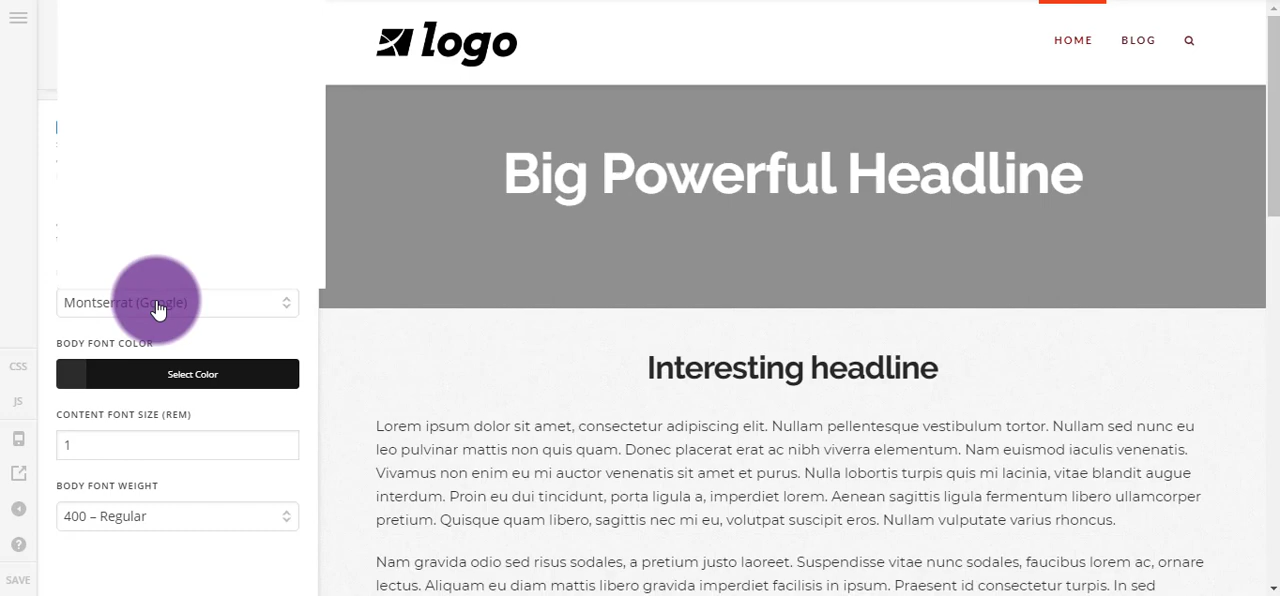 logo
HOME BLOG
Big Powerful Headline
Montserrat (Google)
BODY FONT COLOR
Select Color
CONTENT FONT SIZE (REM)
1
BODY FONT WEIGHT
400 – Regular
CSS
JS
SAVE
Interesting headline
Lorem ipsum dolor sit amet, consectetur adipiscing elit. Nullam pellentesque vestibulum tortor. Nullam sed nunc eu
leo pulvinar mattis non quis quam. Donec placerat erat ac nibh viverra elementum. Nam euismod iaculis venenatis.
Vivamus non enim eu mi auctor venenatis sit amet et purus. Nulla lobortis turpis quis mi lacinia, vitae blandit augue
interdum. Proin eu dui tincidunt, porta ligula a, imperdiet lorem. Aenean sagittis ligula fermentum libero ullamcorper
pretium. Quisque quam libero, sagittis nec mi eu, volutpat suscipit eros. Nullam vulputate varius rhoncus.
Nam gravida odio sed risus sodales, a pretium justo laoreet. Suspendisse vitae nunc sodales, faucibus lorem ac, ornare
lectus. Aliquam eu diam mattis libero gravida imperdiet facilisis in ipsum. Praesent id consectetur turpis. In sed